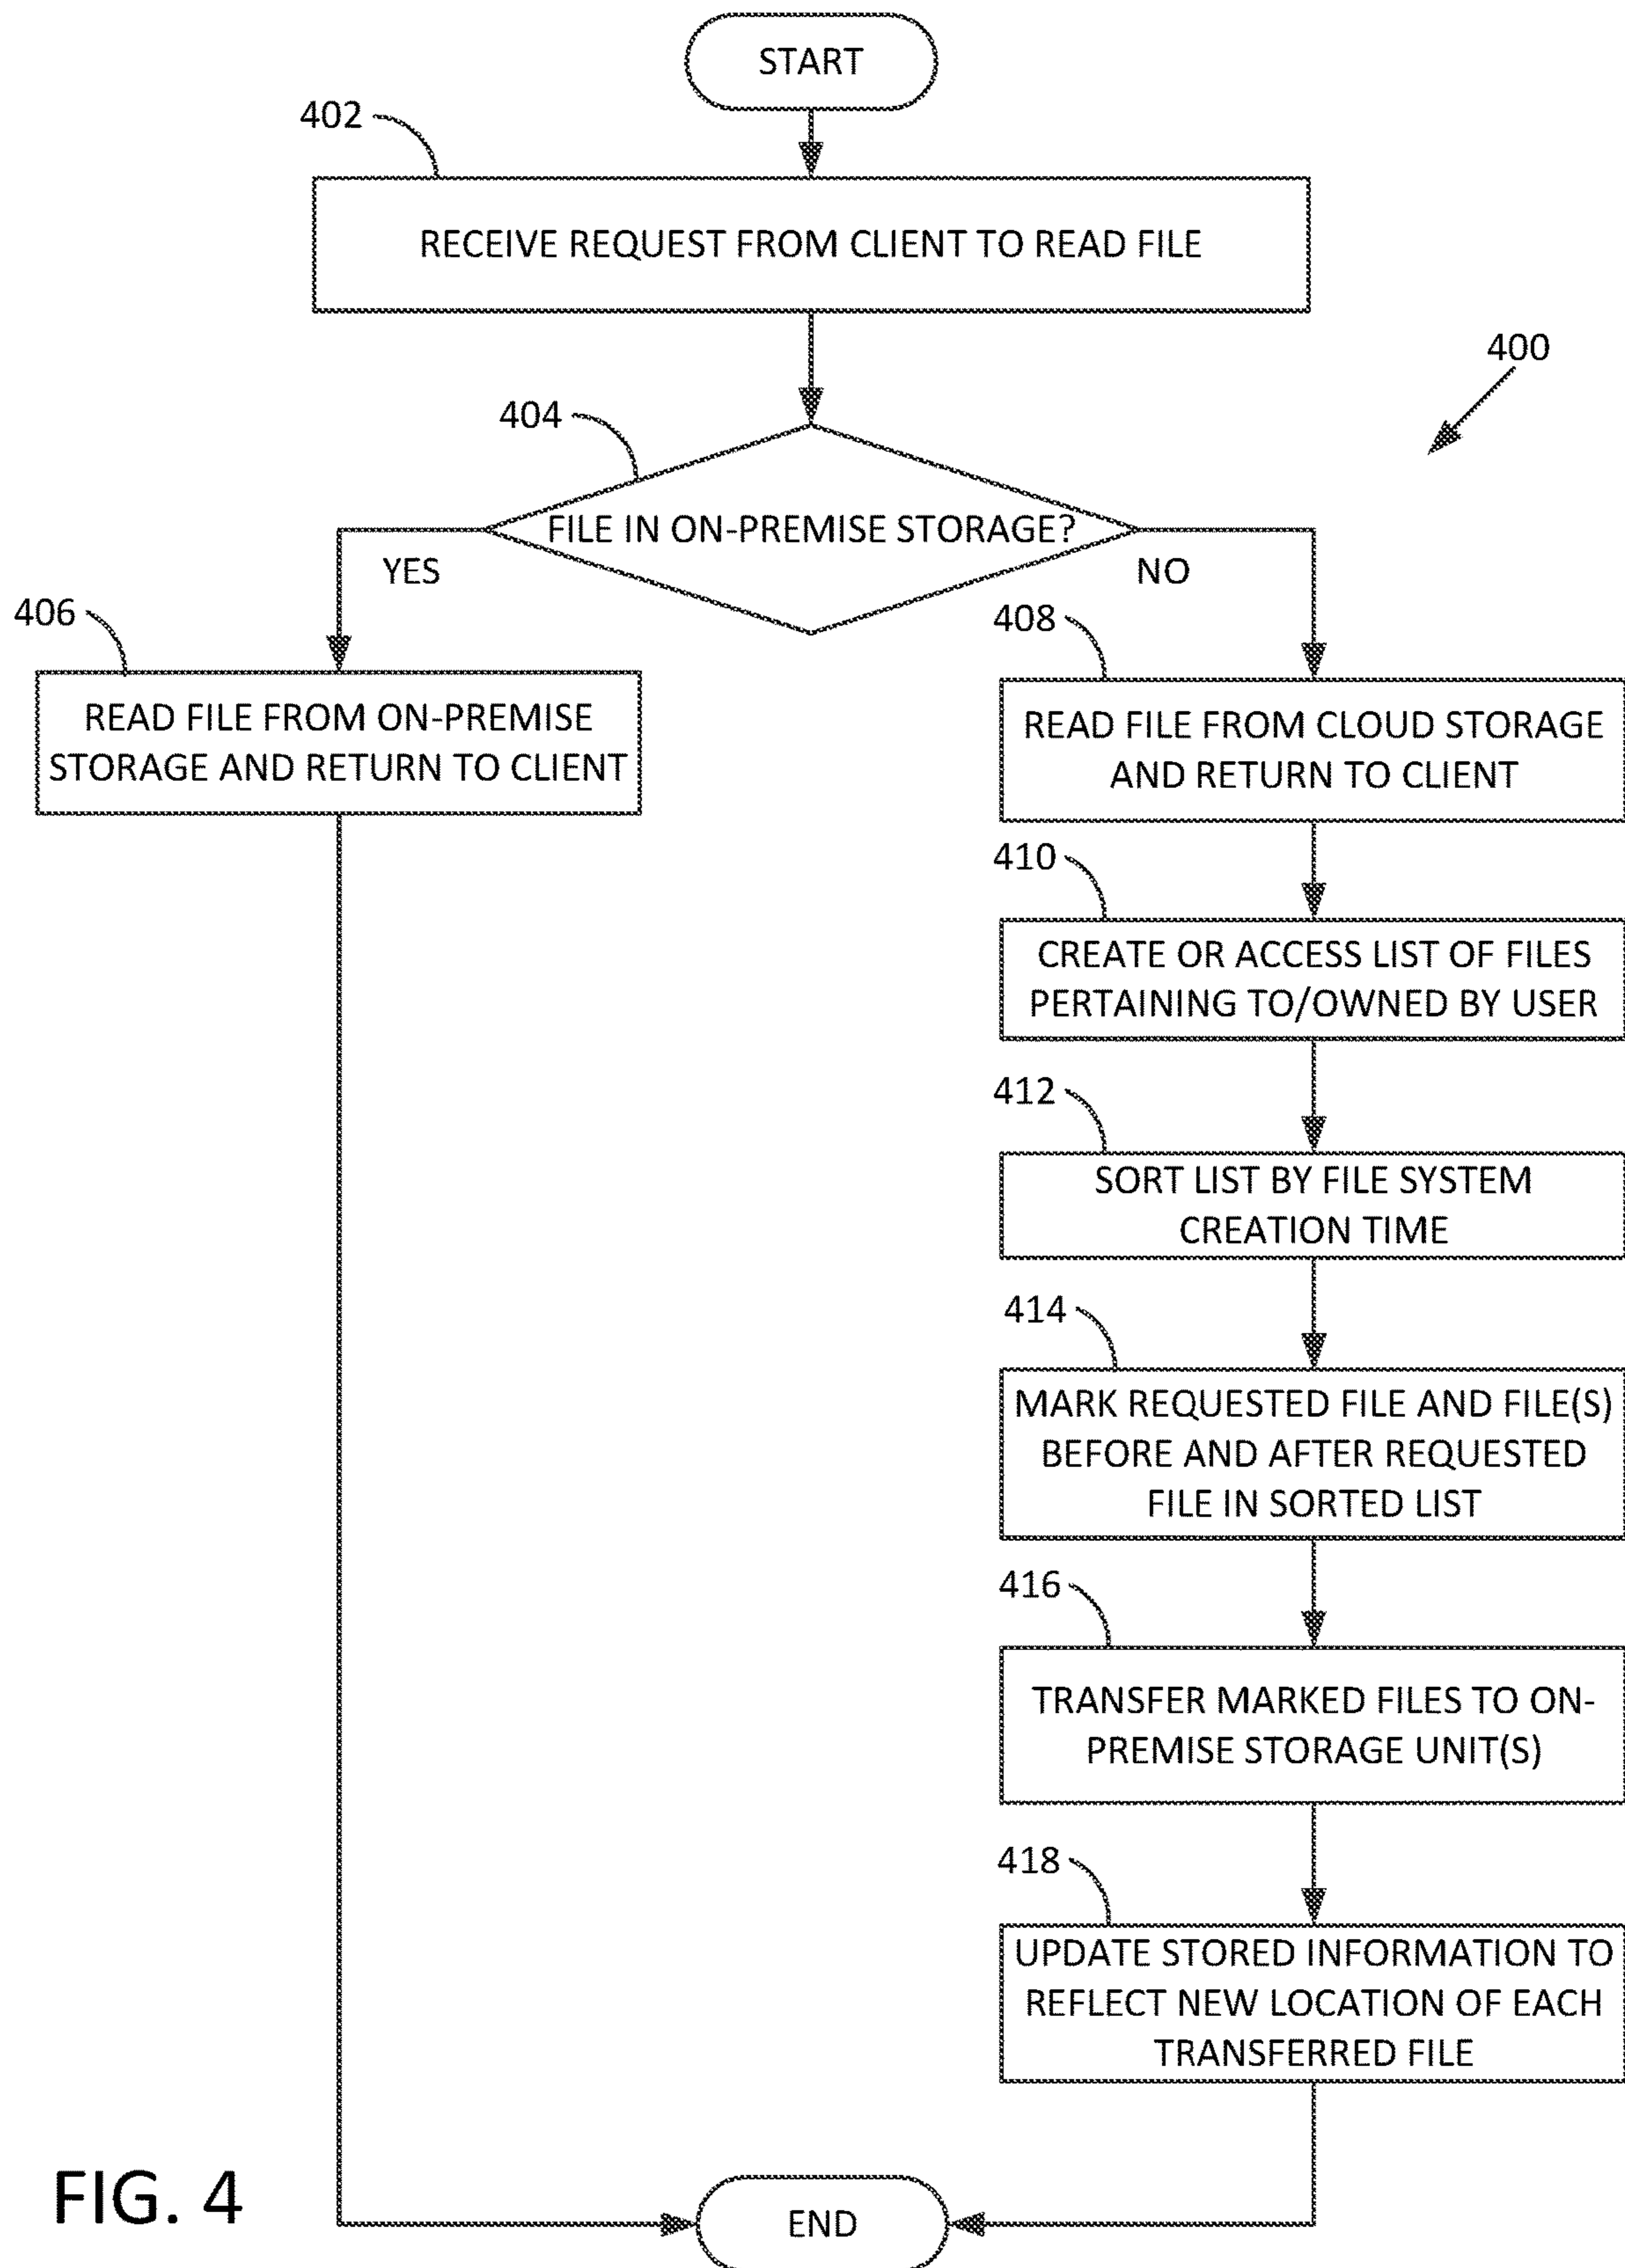 START
402
RECEIVE REQUEST FROM CLIENT TO READ FILE
400
404
FILE IN ON-PREMISE STORAGE?
YES
NO
406
READ FILE FROM ON-PREMISE
STORAGE AND RETURN TO CLIENT
408
READ FILE FROM CLOUD STORAGE
AND RETURN TO CLIENT
410
CREATE OR ACCESS LIST OF FILES
PERTAINING TO/OWNED BY USER
412
SORT LIST BY FILE SYSTEM
CREATION TIME
414
MARK REQUESTED FILE AND FILE(S)
BEFORE AND AFTER REQUESTED
FILE IN SORTED LIST
416
TRANSFER MARKED FILES TO ON-
PREMISE STORAGE UNIT(S)
418
UPDATE STORED INFORMATION TO
REFLECT NEW LOCATION OF EACH
TRANSFERRED FILE
END
FIG. 4